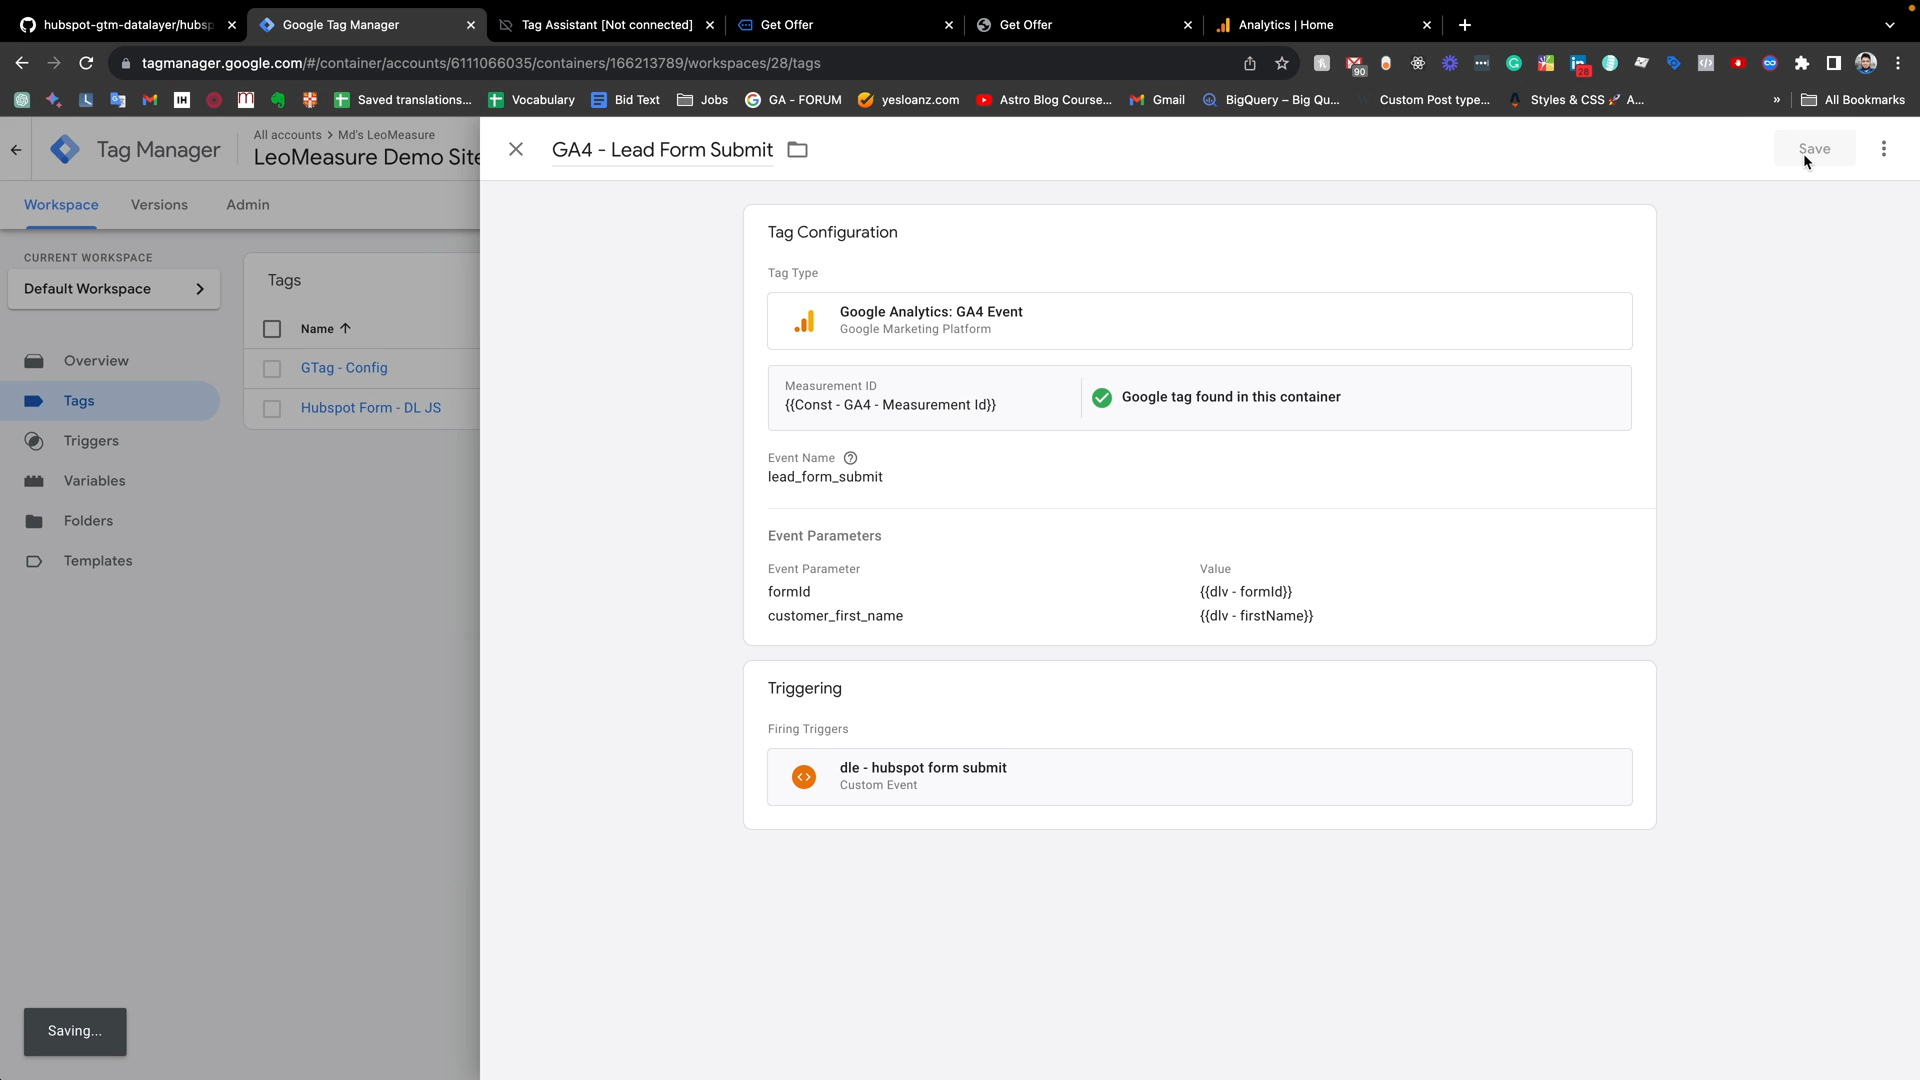 hubspot-gtm-datalayer/hubsp
Google Tag Manager
Tag Assistant [Not connected]
Get Offer
Get Offer
Analytics | Home
tagmanager.google.com/#/container/accounts/6111066035/containers/166213789/workspaces/28/tags
90
28
IH
Saved translations...
Vocabulary
Bid Text
Jobs
GA - FORUM
yesloanz.com
Astro Blog Course...
Gmail
BigQuery – Big Qu...
Custom Post type...
Styles & CSS 🚀 A...
»
All Bookmarks
Tag Manager
All accounts > Md's LeoMeasure
LeoMeasure Demo Site
GA4 - Lead Form Submit
Save
Workspace
Versions
Admin
CURRENT WORKSPACE
Default Workspace
Overview
Tags
Triggers
Variables
Folders
Templates
Tags
Name
GTag - Config
Hubspot Form - DL JS
Tag Configuration
Tag Type
Google Analytics: GA4 Event
Google Marketing Platform
Measurement ID
{{Const - GA4 - Measurement Id}}
Google tag found in this container
Event Name
lead_form_submit
Event Parameters
Event Parameter
Value
formId
{{dlv - formId}}
customer_first_name
{{dlv - firstName}}
Triggering
Firing Triggers
dle - hubspot form submit
Custom Event
Saving...